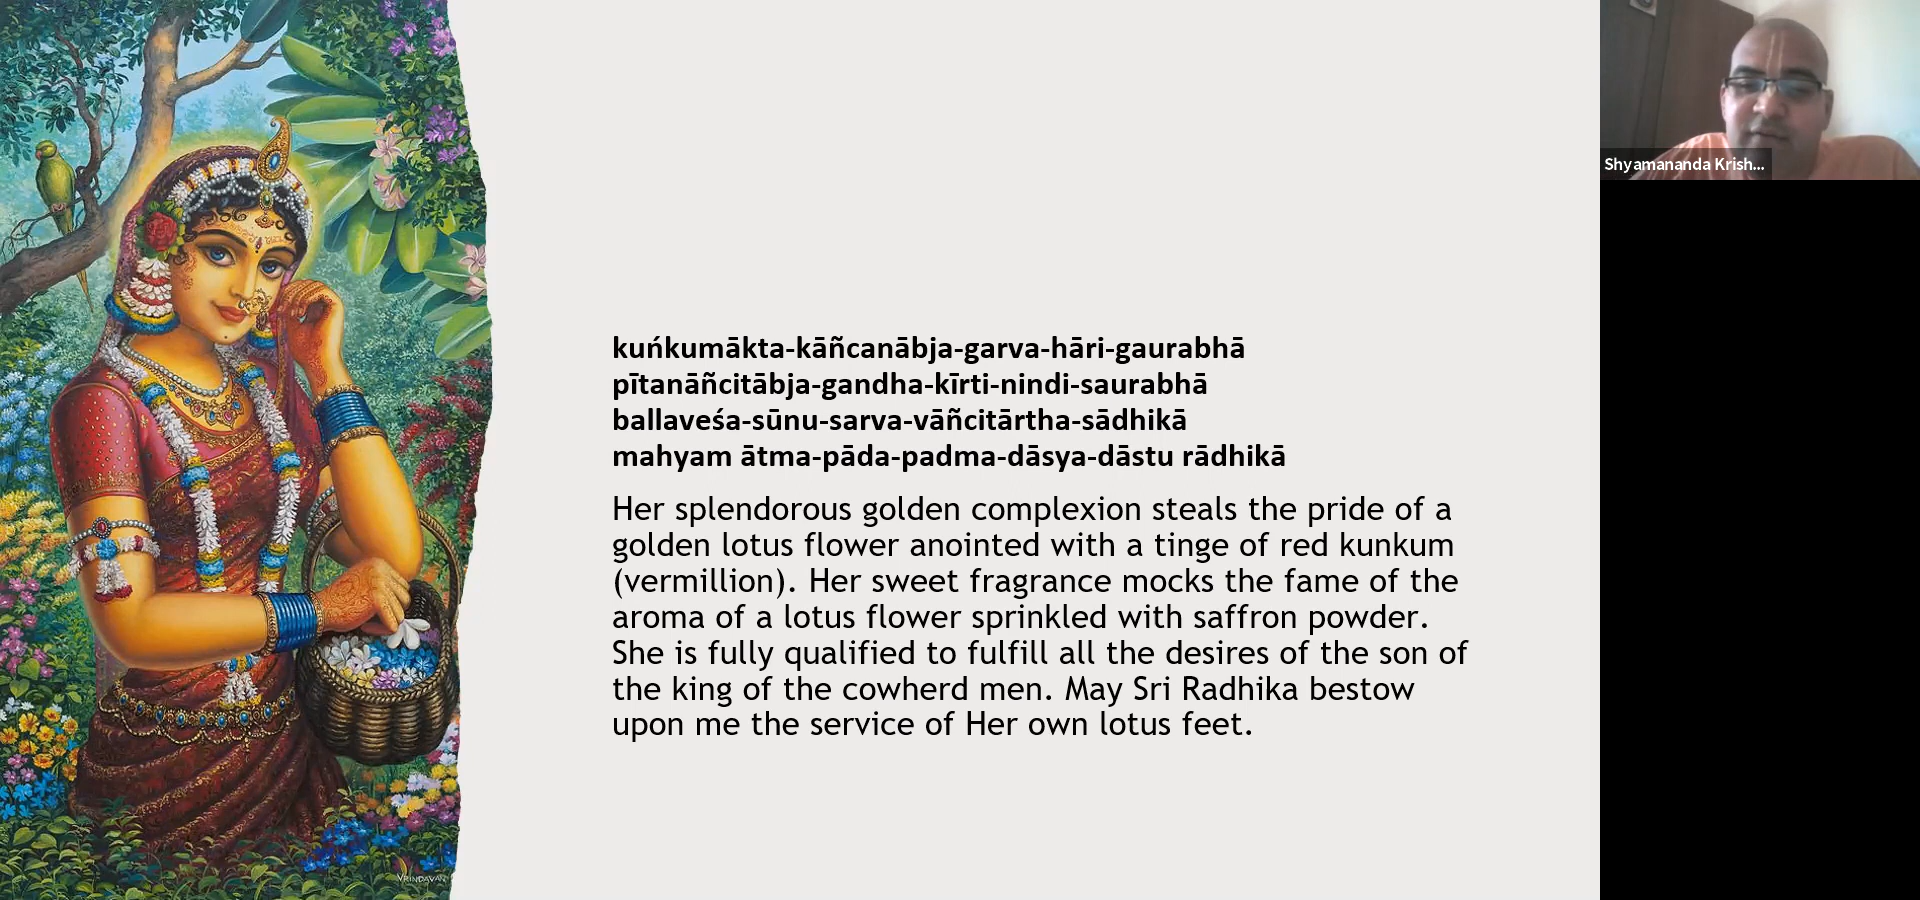 kuńkumākta-kāñcanābja-garva-hāri-gaurabhā
pītanāñcitābja-gandha-kīrti-nindi-saurabhā
ballaveśa-sūnu-sarva-vāñcitārtha-sādhikā
mahyam ātma-pāda-padma-dāsya-dāstu rādhikā
Her splendorous golden complexion steals the pride of a
golden lotus flower anointed with a tinge of red kunkum
(vermillion). Her sweet fragrance mocks the fame of the
aroma of a lotus flower sprinkled with saffron powder.
She is fully qualified to fulfill all the desires of the son of
the king of the cowherd men. May Sri Radhika bestow
upon me the service of Her own lotus feet.
Shyamananda Krish...
VRINDAVAN